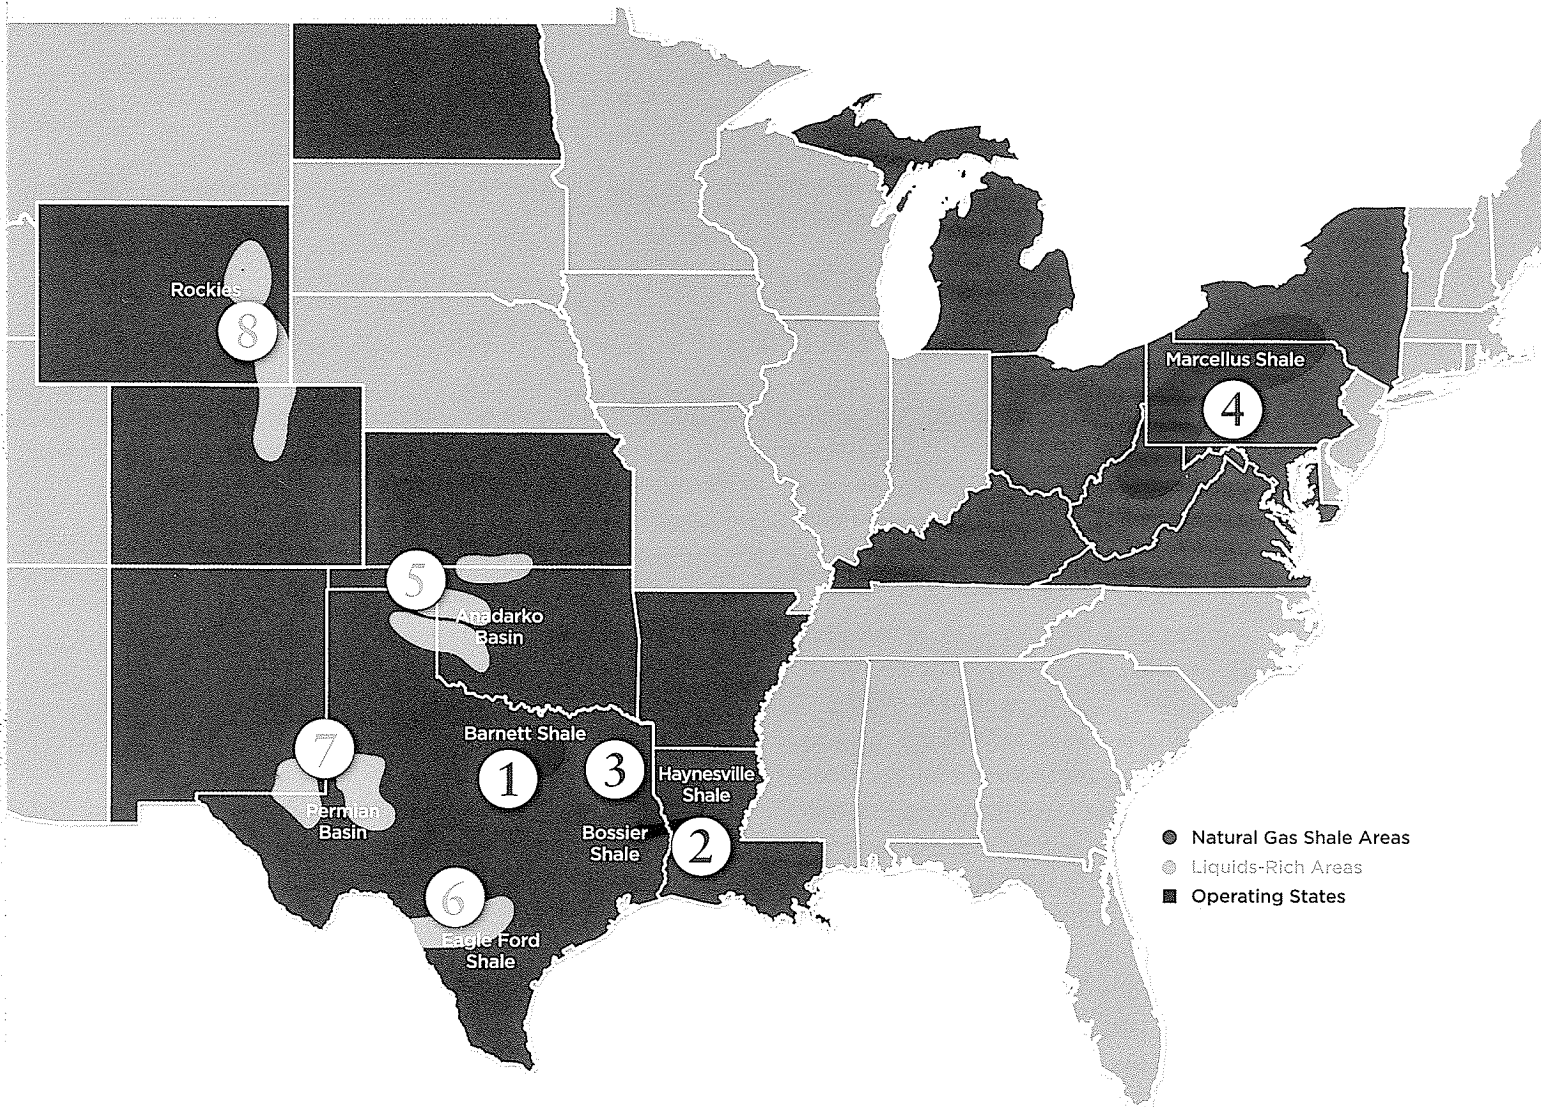 Rockies
8
Marcellus Shale
4
5
Anadarko
Basin
7
Permian
Basin
Barnett Shale
1
3
Haynesville
Shale
Bossier
Shale
2
6
Eagle Ford
Shale
Natural Gas Shale Areas
Liquids-Rich Areas
Operating States